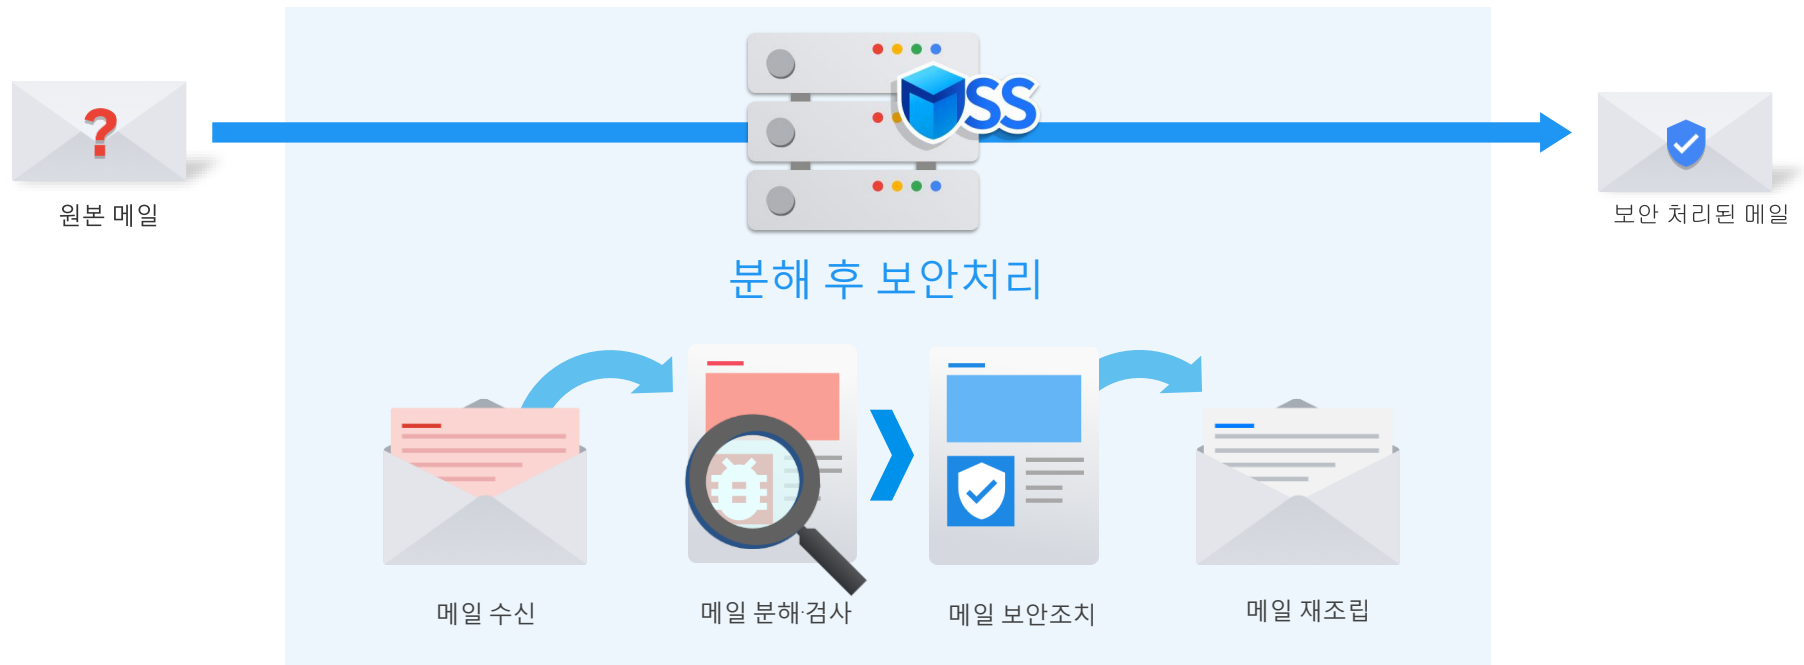 SS
원본 메일
보안 처리된 메일
분해 후 보안처리
메일 수신
메일 분해·검사
메일 보안조치
메일 재조립